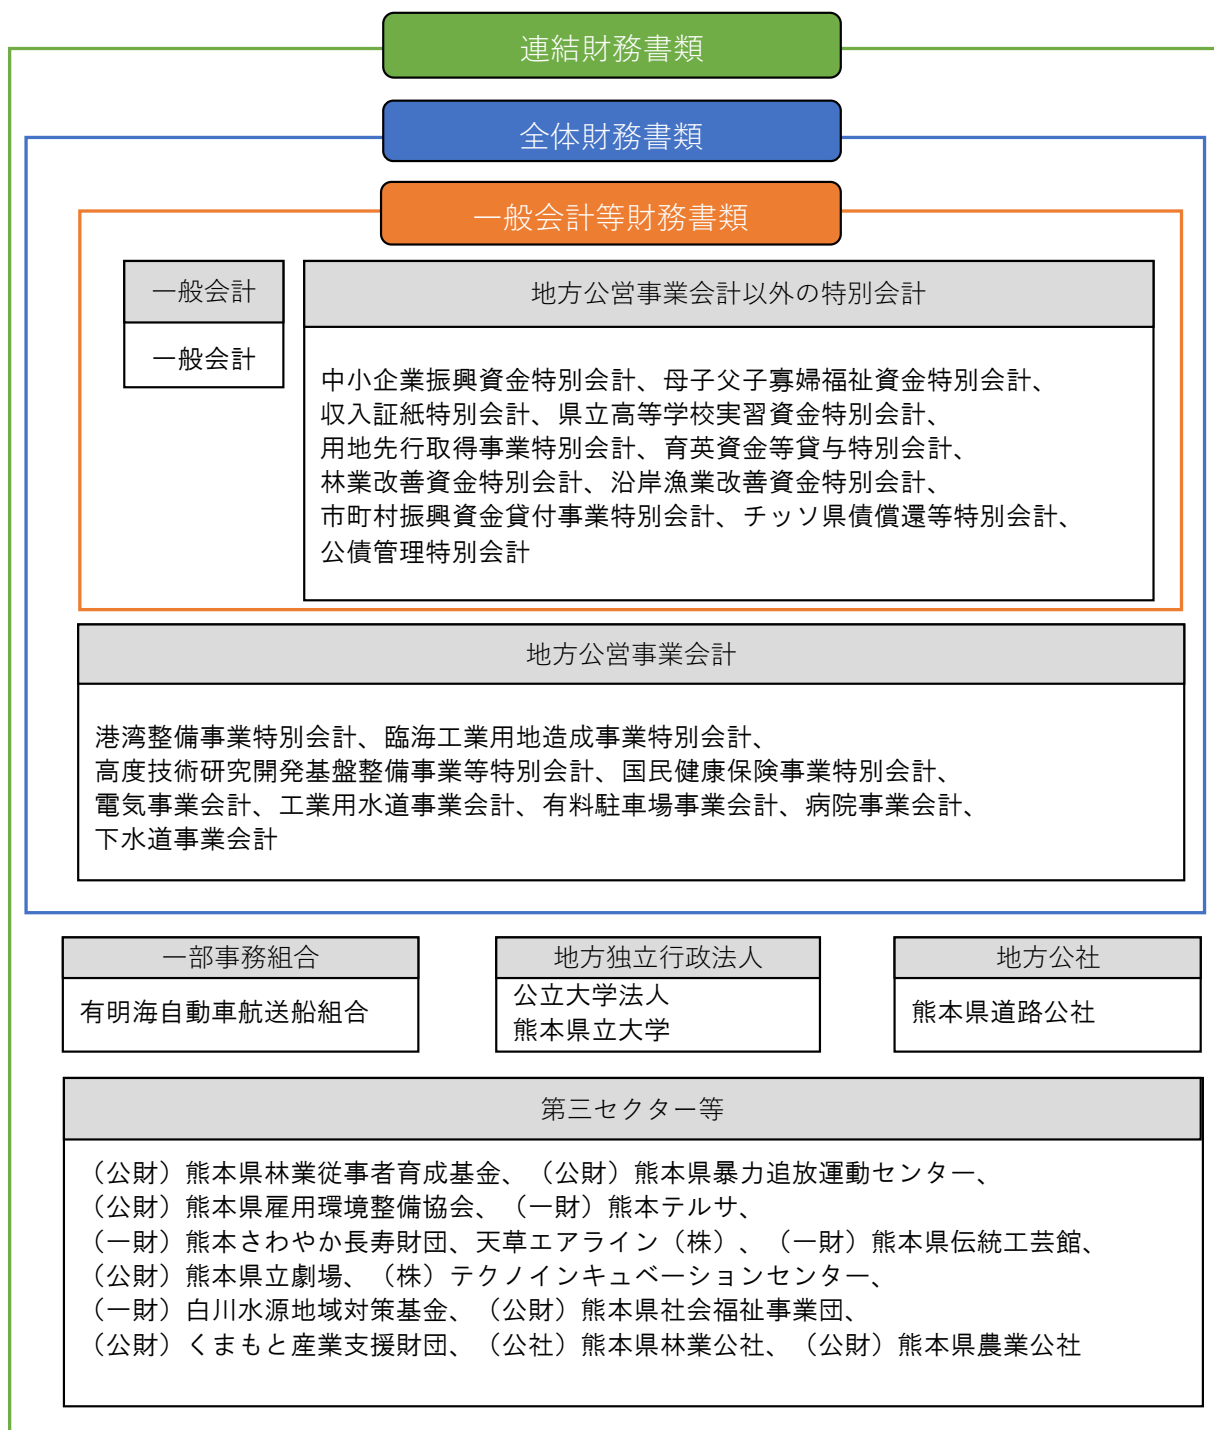 連結財務書類
全体財務書類
一般会計等財務書類
一般会計
一般会計
地方公営事業会計以外の特別会計
中小企業振興資金特別会計、母子父子寡婦福祉資金特別会計、
収入証紙特別会計、県立高等学校実習資金特別会計、
用地先行取得事業特別会計、育英資金等貸与特別会計、
林業改善資金特別会計、沿岸漁業改善資金特別会計、
市町村振興資金貸付事業特別会計、チッソ県債償還等特別会計、
公債管理特別会計
地方公営事業会計
港湾整備事業特別会計、臨海工業用地造成事業特別会計、
高度技術研究開発基盤整備事業等特別会計、国民健康保険事業特別会計、
電気事業会計、工業用水道事業会計、有料駐車場事業会計、病院事業会計、
下水道事業会計
一部事務組合
有明海自動車航送船組合
地方独立行政法人
公立大学法人
熊本県立大学
地方公社
熊本県道路公社
第三セクター等
（公財）熊本県林業従事者育成基金、（公財）熊本県暴力追放運動センター、
（公財）熊本県雇用環境整備協会、（一財）熊本テルサ、
（一財）熊本さわやか長寿財団、天草エアライン（株）、（一財）熊本県伝統工芸館、
（公財）熊本県立劇場、（株）テクノインキュベーションセンター、
（一財）白川水源地域対策基金、（公財）熊本県社会福祉事業団、
（公財）くまもと産業支援財団、（公社）熊本県林業公社、（公財）熊本県農業公社